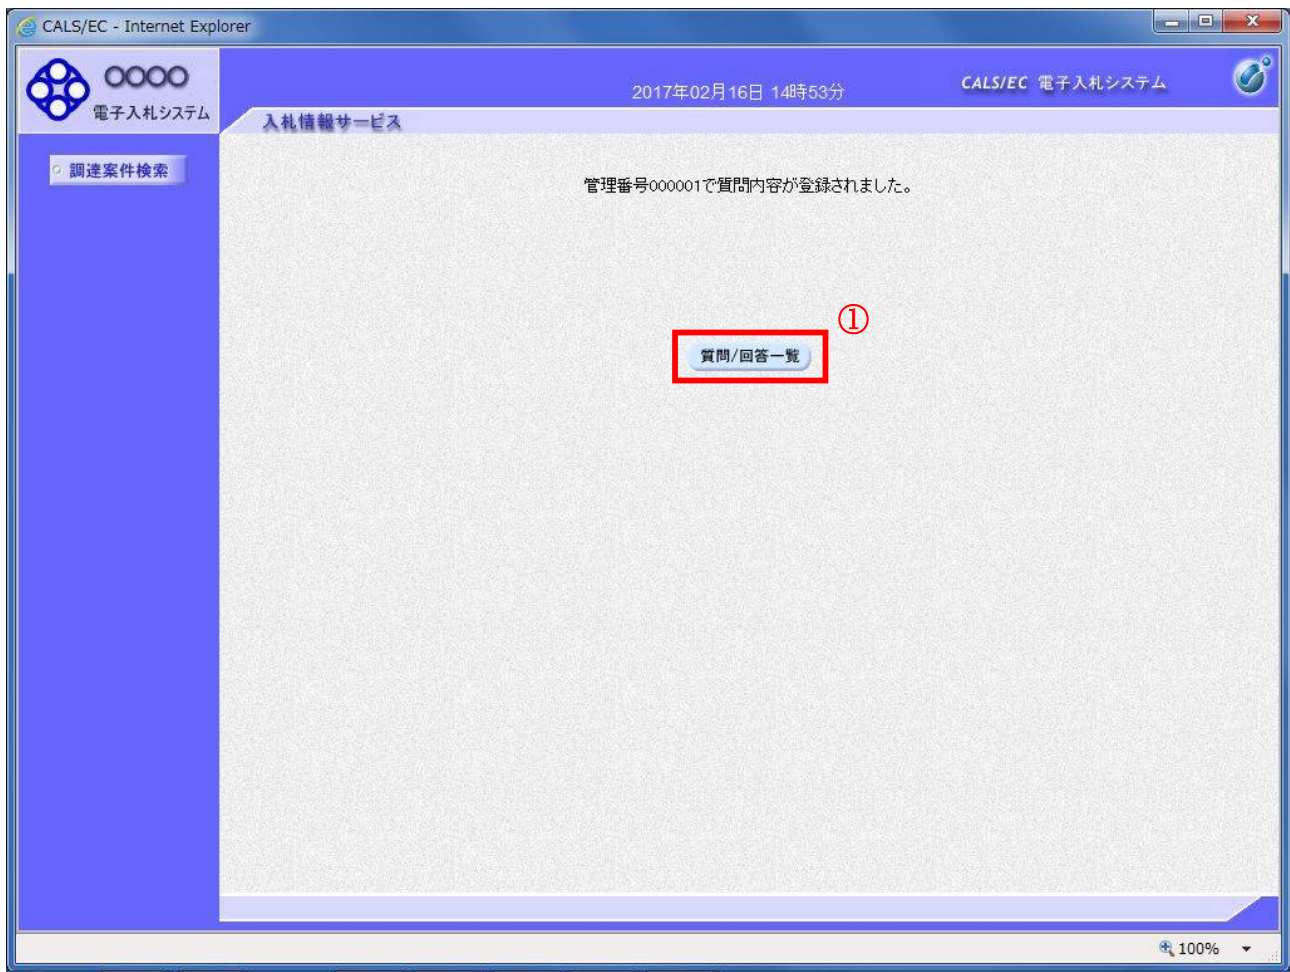 CALS/EC - Internet Explorer
〇〇〇〇
電子入札システム
2017年02月16日 14時53分
CALS/EC 電子入札システム
入札情報サービス
調達案件検索
管理番号000001で質問内容が登録されました。
①
質問/回答一覧
100%